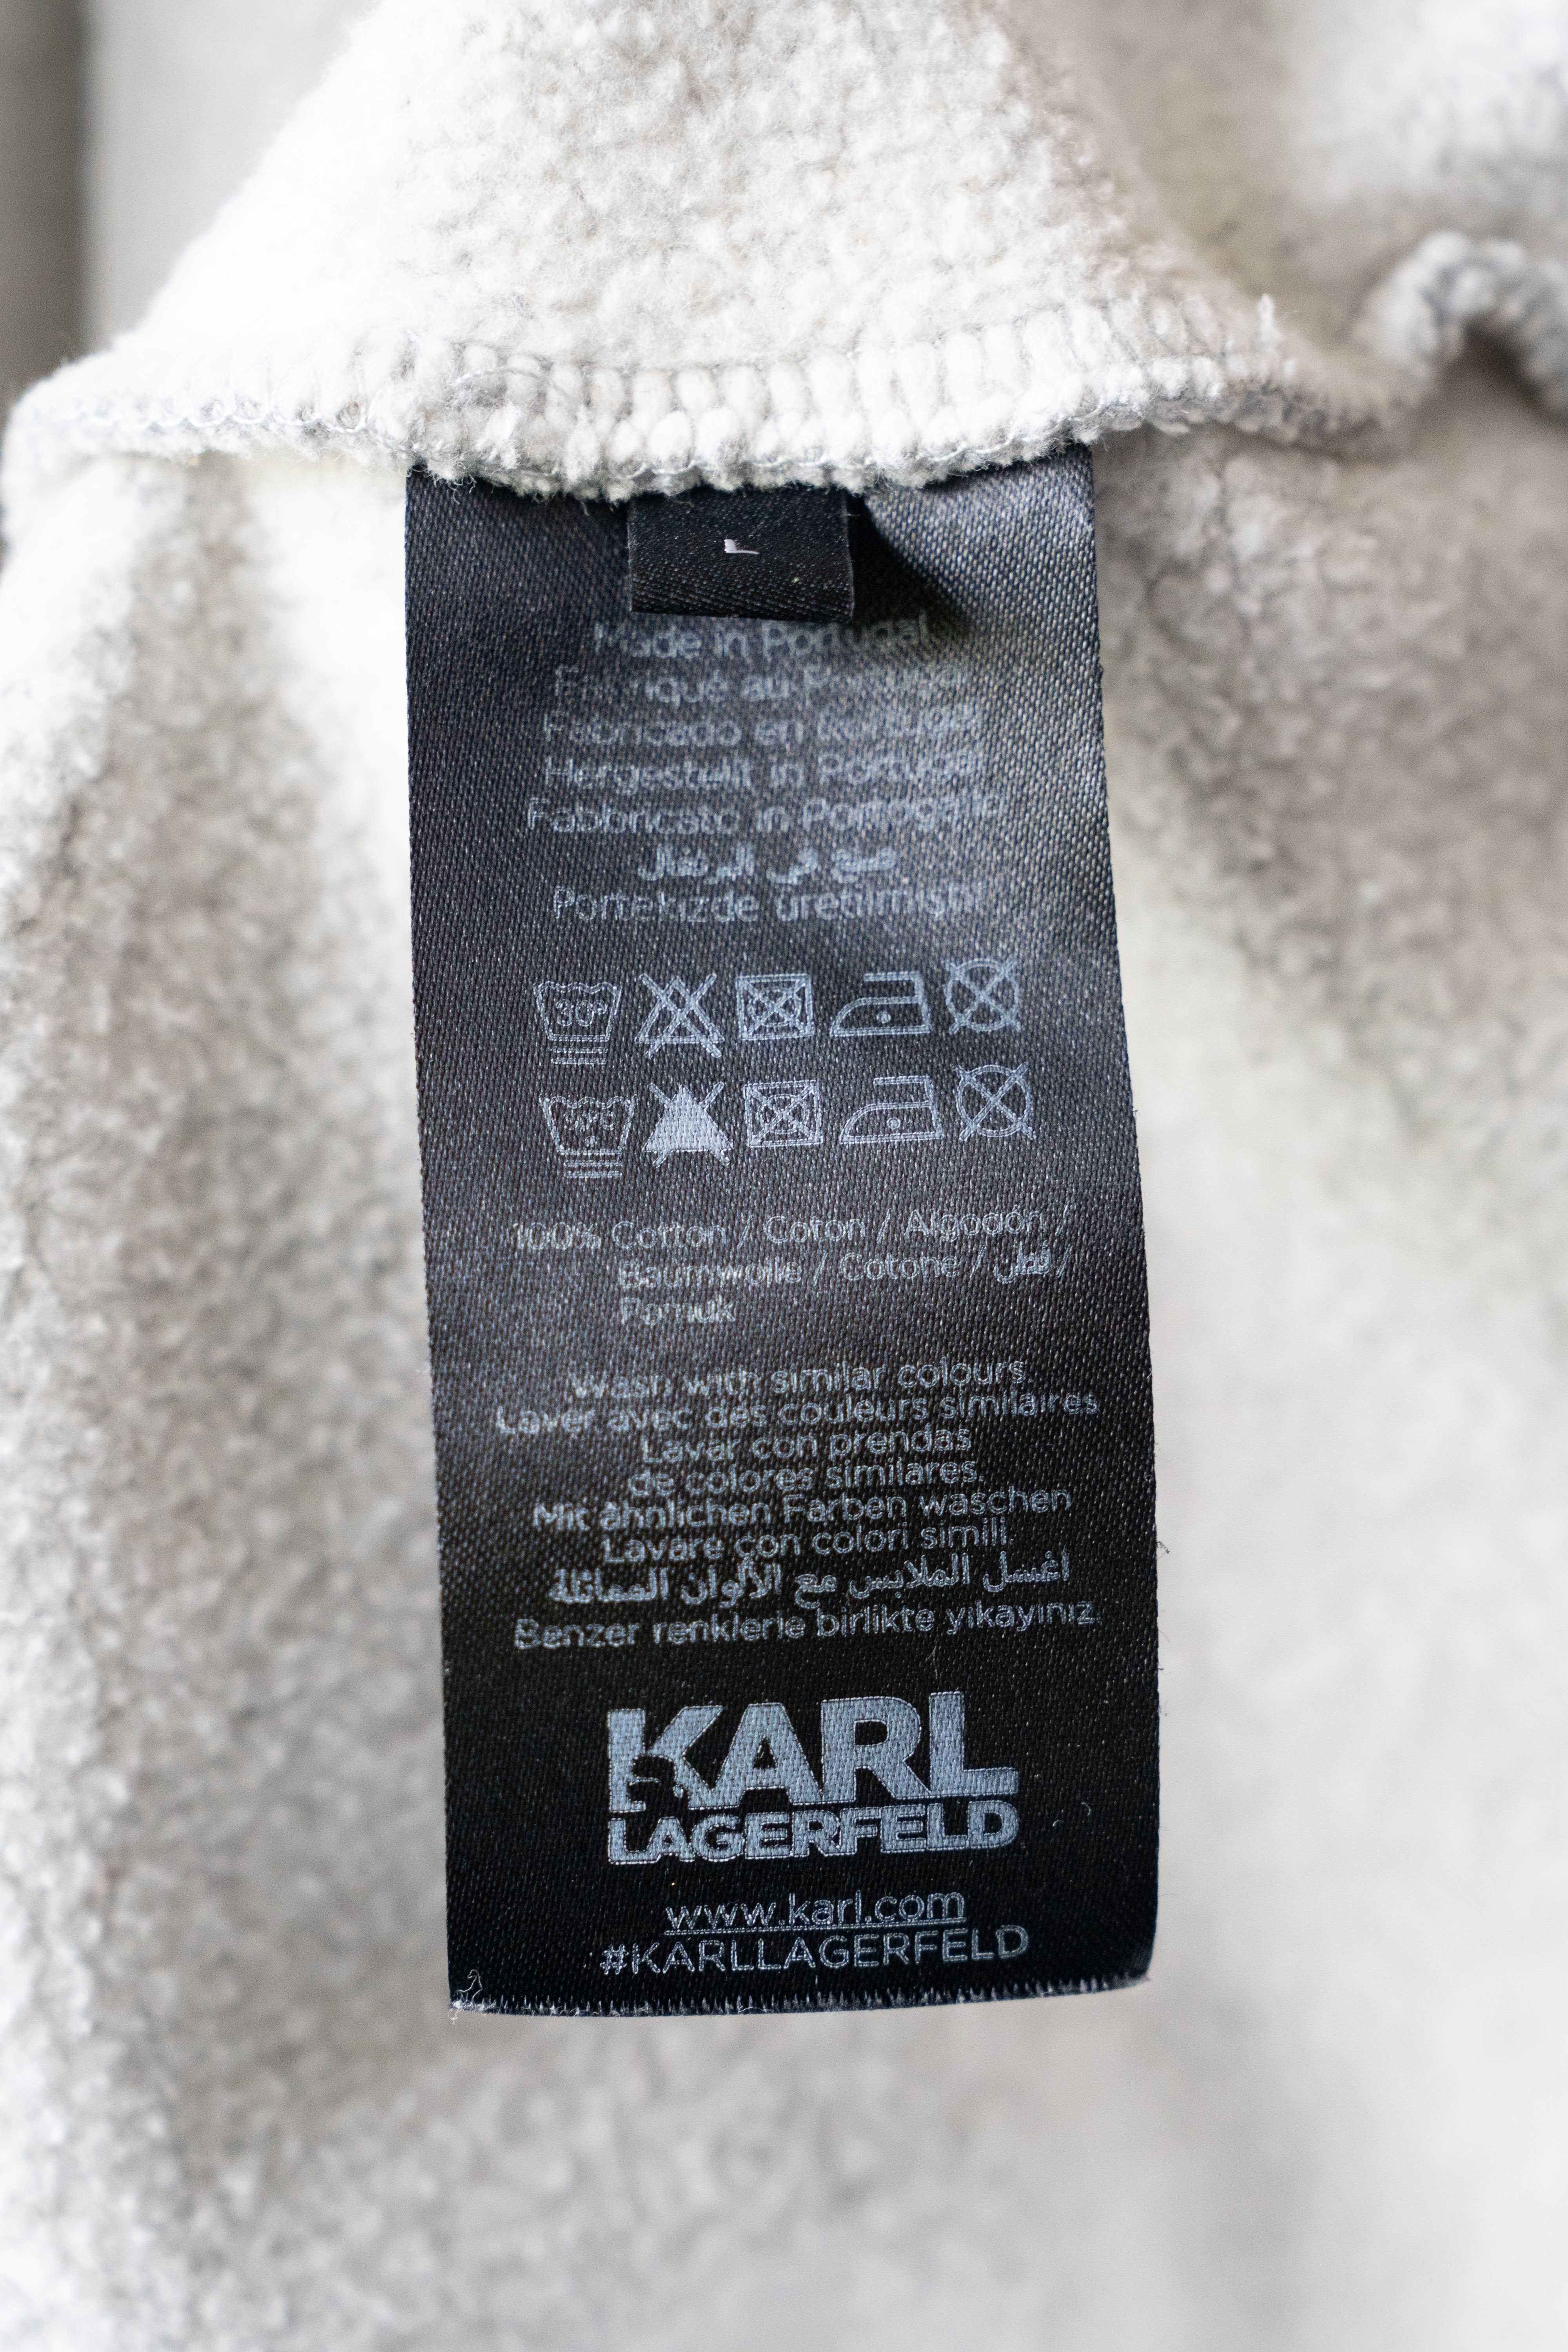 L
Made in Portugal
Fabriqué au Portugal
Fabricado en Portugal
Hergestellt in Portugal
Fabbricato in Portogallo
صنع في البرتغال
Portekizde üretilmiştir
30°
30°C
100% Cotton / Coton / Algodón /
Baumwolle / Cotone / قطن /
Pamuk
Wash with similar colours
Laver avec des couleurs similaires
Lavar con prendas
de colores similares.
Mit ähnlichen Farben waschen
Lavare con colori simili
اغسل الملابس مع الألوان المماثلة
Benzer renklerle birlikte yıkayınız.
KARL
LAGERFELD
www.karl.com
#KARLLAGERFELD